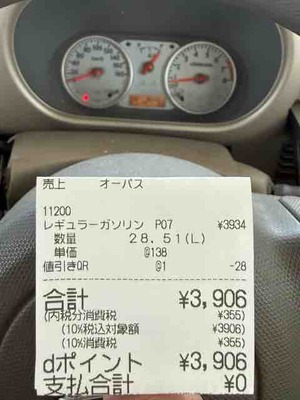 売上　オーパス
11200
レギュラーガソリン P07 ¥3934
数量 28.51(L)
単価 @138
値引きQR @1 -28
合計 ¥3,906
(内税分消費税 ¥355)
(10%税込対象額 ¥3906)
(10%消費税 ¥355)
dポイント ¥3,906
支払合計 ¥0